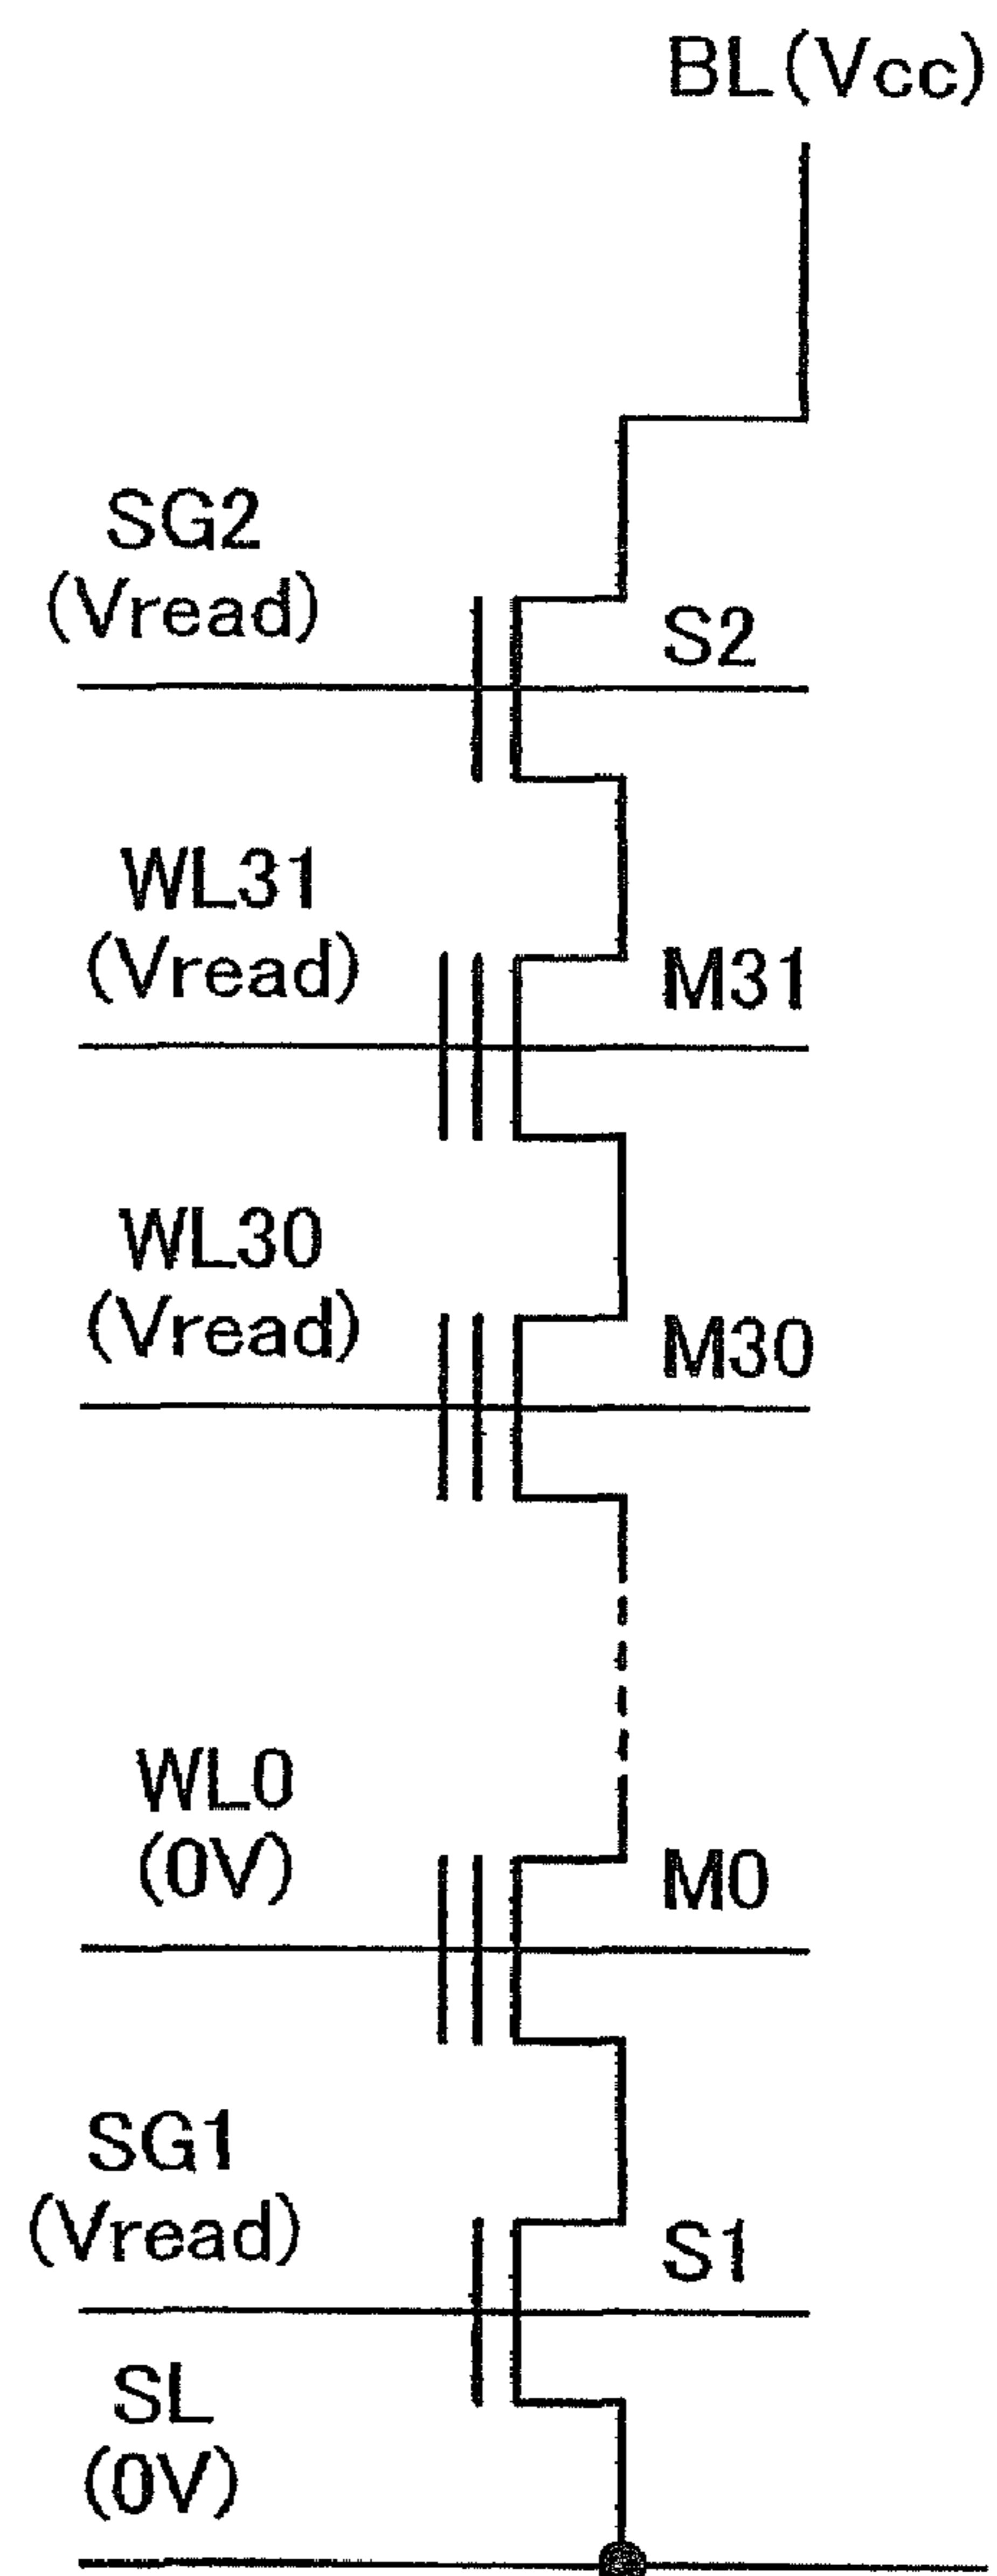 BL(Vcc)
SG2
(Vread)
S2
WL31
(Vread)
M31
WL30
(Vread)
M30
WL0
(0V)
M0
SG1
(Vread)
S1
SL
(0V)